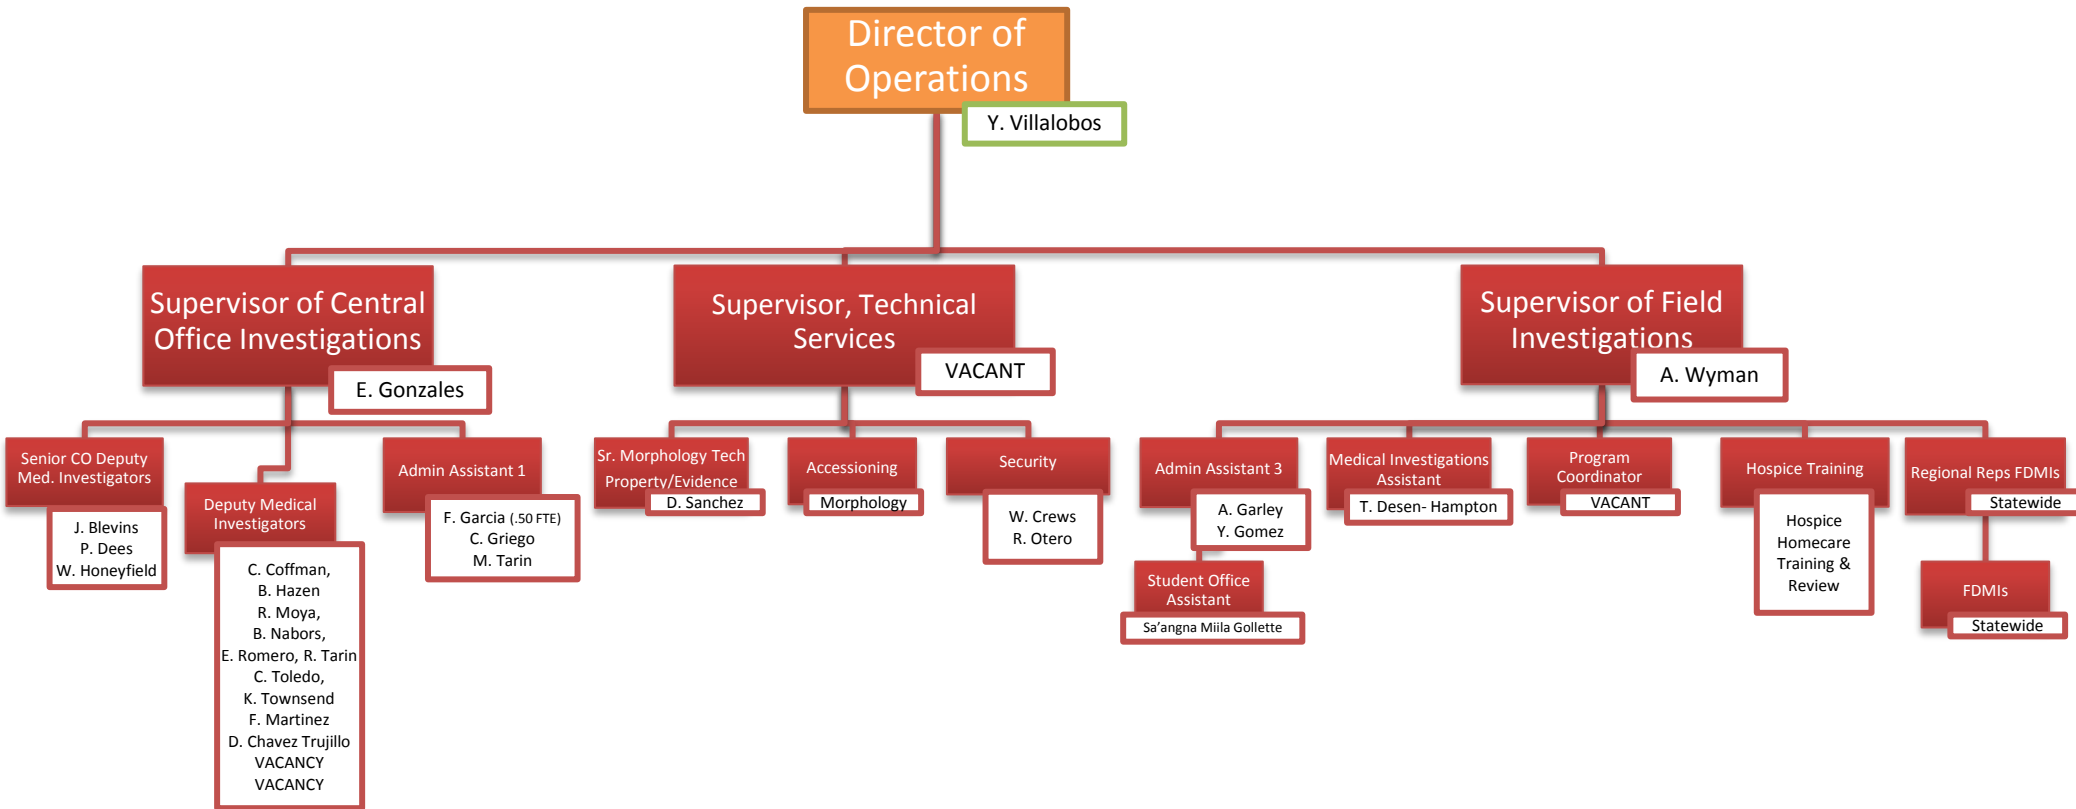 Director of
Operations
Y. Villalobos
Supervisor of Central
Office Investigations
E. Gonzales
Supervisor, Technical
Services
VACANT
Supervisor of Field
Investigations
A. Wyman
Senior CO Deputy
Med. Investigators
J. Blevins
P. Dees
W. Honeyfield
Deputy Medical
Investigators
C. Coffman,
B. Hazen
R. Moya,
B. Nabors,
E. Romero, R. Tarin
C. Toledo,
K. Townsend
F. Martinez
D. Chavez Trujillo
VACANCY
VACANCY
Admin Assistant 1
F. Garcia (.50 FTE)
C. Griego
M. Tarin
Sr. Morphology Tech
Property/Evidence
D. Sanchez
Accessioning
Morphology
Security
W. Crews
R. Otero
Admin Assistant 3
A. Garley
Y. Gomez
Student Office
Assistant
Sa'angna Miila Gollette
Medical Investigations
Assistant
T. Desen- Hampton
Program
Coordinator
VACANT
Hospice Training
Hospice
Homecare
Training &
Review
Regional Reps FDMIs
Statewide
FDMIs
Statewide